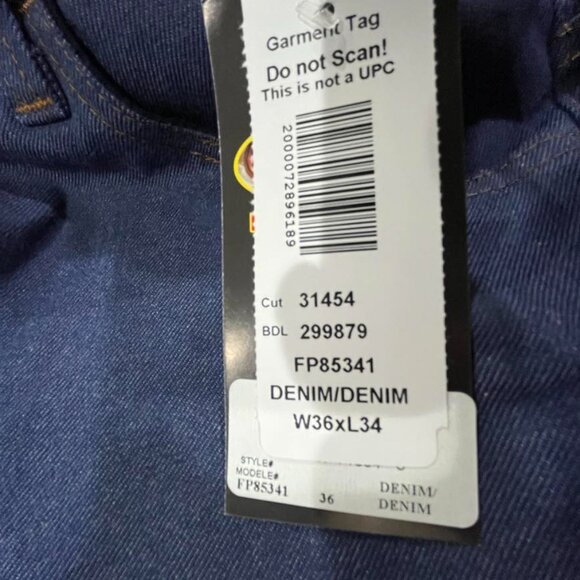 Garment Tag
Do not Scan!
This is not a UPC
2000072896189
Cut 31454
BDL 299879
FP85341
DENIM/DENIM
W36xL34
STYLE#
MODELE#
FP85341 36 DENIM/
DENIM